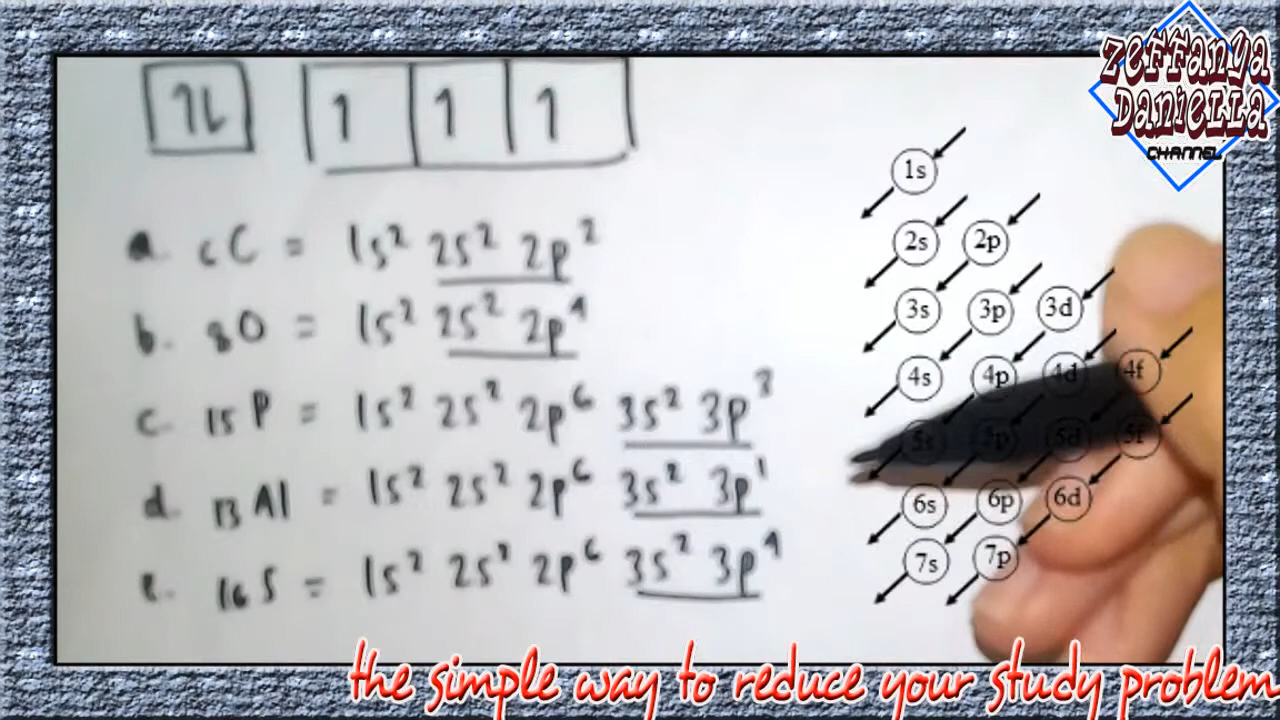 1L 1 1 1
a. 6C = 1s² 2s² 2p²
b. 8O = 1s² 2s² 2p⁴
c. 15P = 1s² 2s² 2p⁶ 3s² 3p³
d. 13Al = 1s² 2s² 2p⁶ 3s² 3p¹
e. 16S = 1s² 2s² 2p⁶ 3s² 3p⁴
1s
2s 2p
3s 3p 3d
4s 4p 4d 4f
5s 5p 5d 5f
6s 6p 6d
7s 7p
Zeffanya
Daniella
CHANNEL
the simple way to reduce your study problem